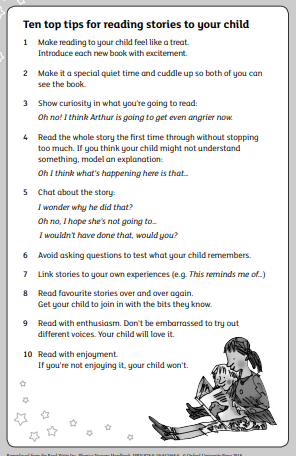 Ten top tips for reading stories to your child
1 Make reading to your child feel like a treat.
Introduce each new book with excitement.
2 Make it a special quiet time and cuddle up so both of you can
see the book.
3 Show curiosity in what you're going to read:
Oh no! I think Arthur is going to get even angrier now.
4 Read the whole story the first time through without stopping
too much. If you think your child might not understand
something, model an explanation:
Oh I think what's happening here is that...
5 Chat about the story:
I wonder why he did that?
Oh no, I hope she's not going to...
I wouldn't have done that, would you?
6 Avoid asking questions to test what your child remembers.
7 Link stories to your own experiences (e.g. This reminds me of...)
8 Read favourite stories over and over again.
Get your child to join in with the bits they know.
9 Read with enthusiasm. Don't be embarrassed to try out
different voices. Your child will love it.
10 Read with enjoyment.
If you're not enjoying it, your child won't.